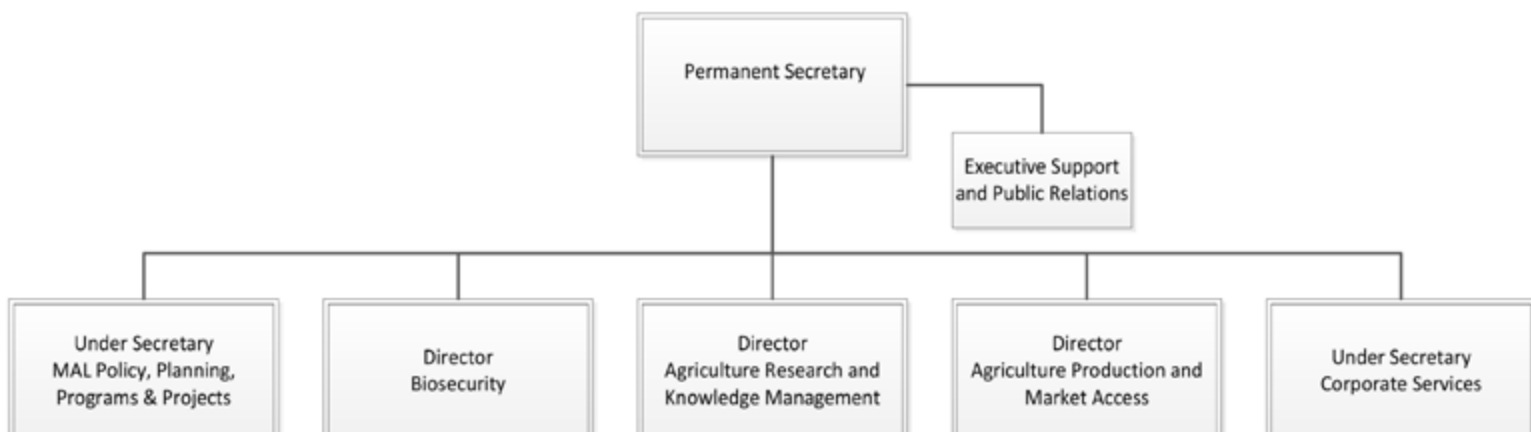 Permanent Secretary
Executive Support
and Public Relations
Under Secretary
MAL Policy, Planning,
Programs & Projects
Director
Biosecurity
Director
Agriculture Research and
Knowledge Management
Director
Agriculture Production and
Market Access
Under Secretary
Corporate Services